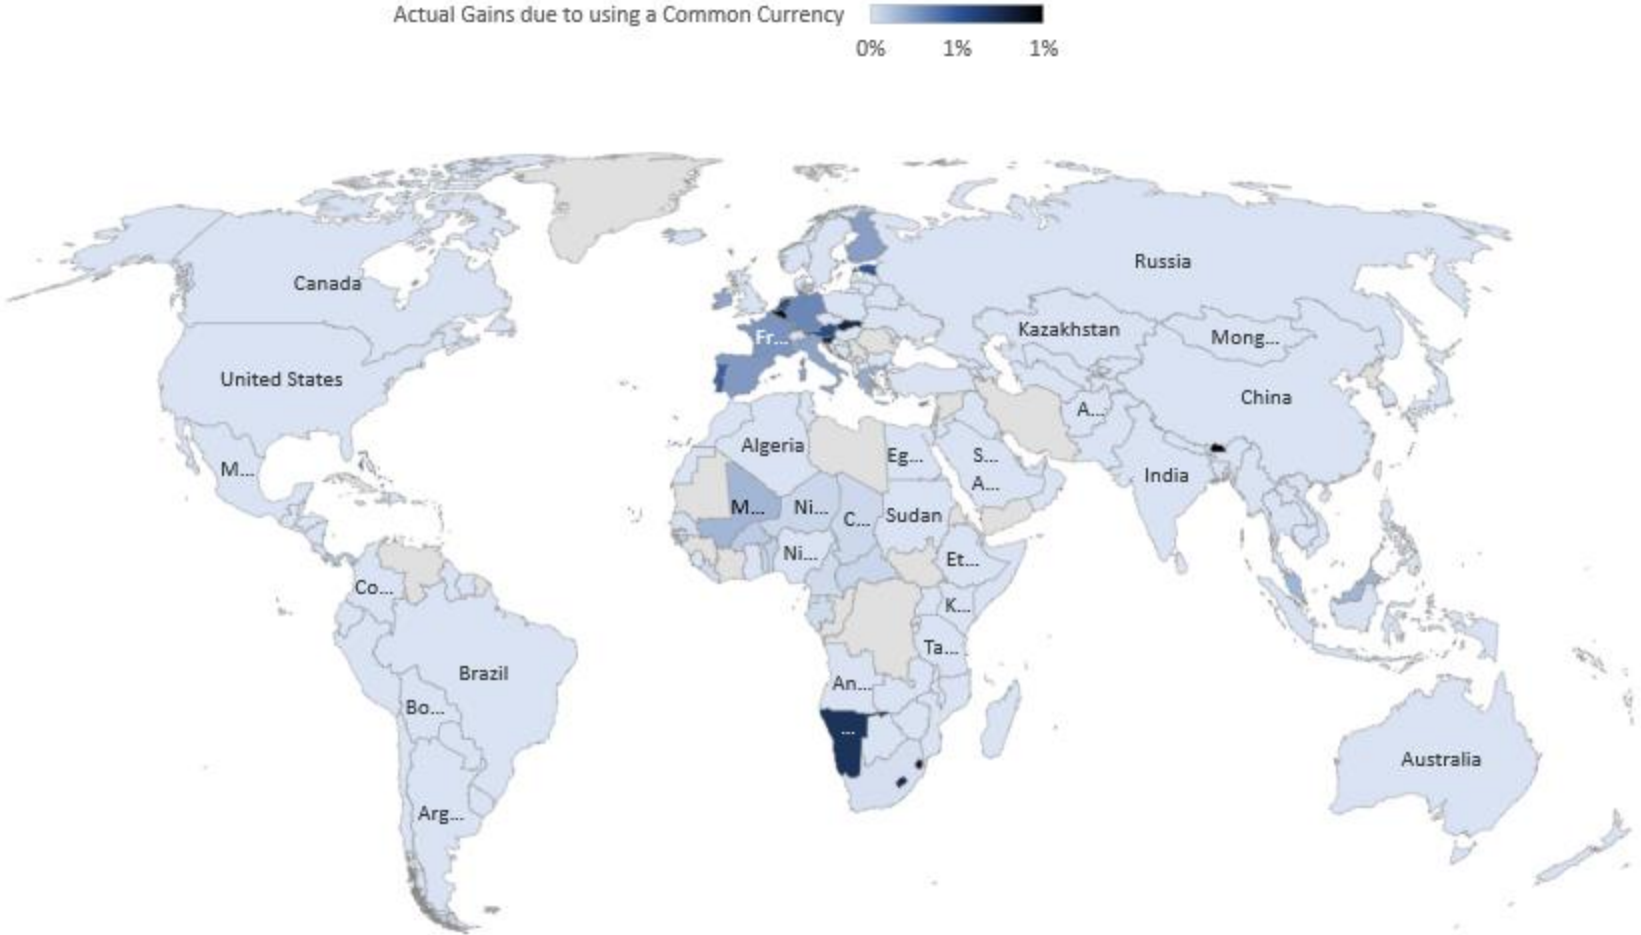 Actual Gains due to using a Common Currency
0% 1% 1%
Russia
Canada
Kazakhstan
Mong...
Fr...
United States
China
A...
Algeria
Eg...
S...
M...
India
A...
M...
Ni...
C...
Sudan
Ni...
Et...
Co...
K...
Ta...
Brazil
An...
Bo...
...
Australia
Arg...